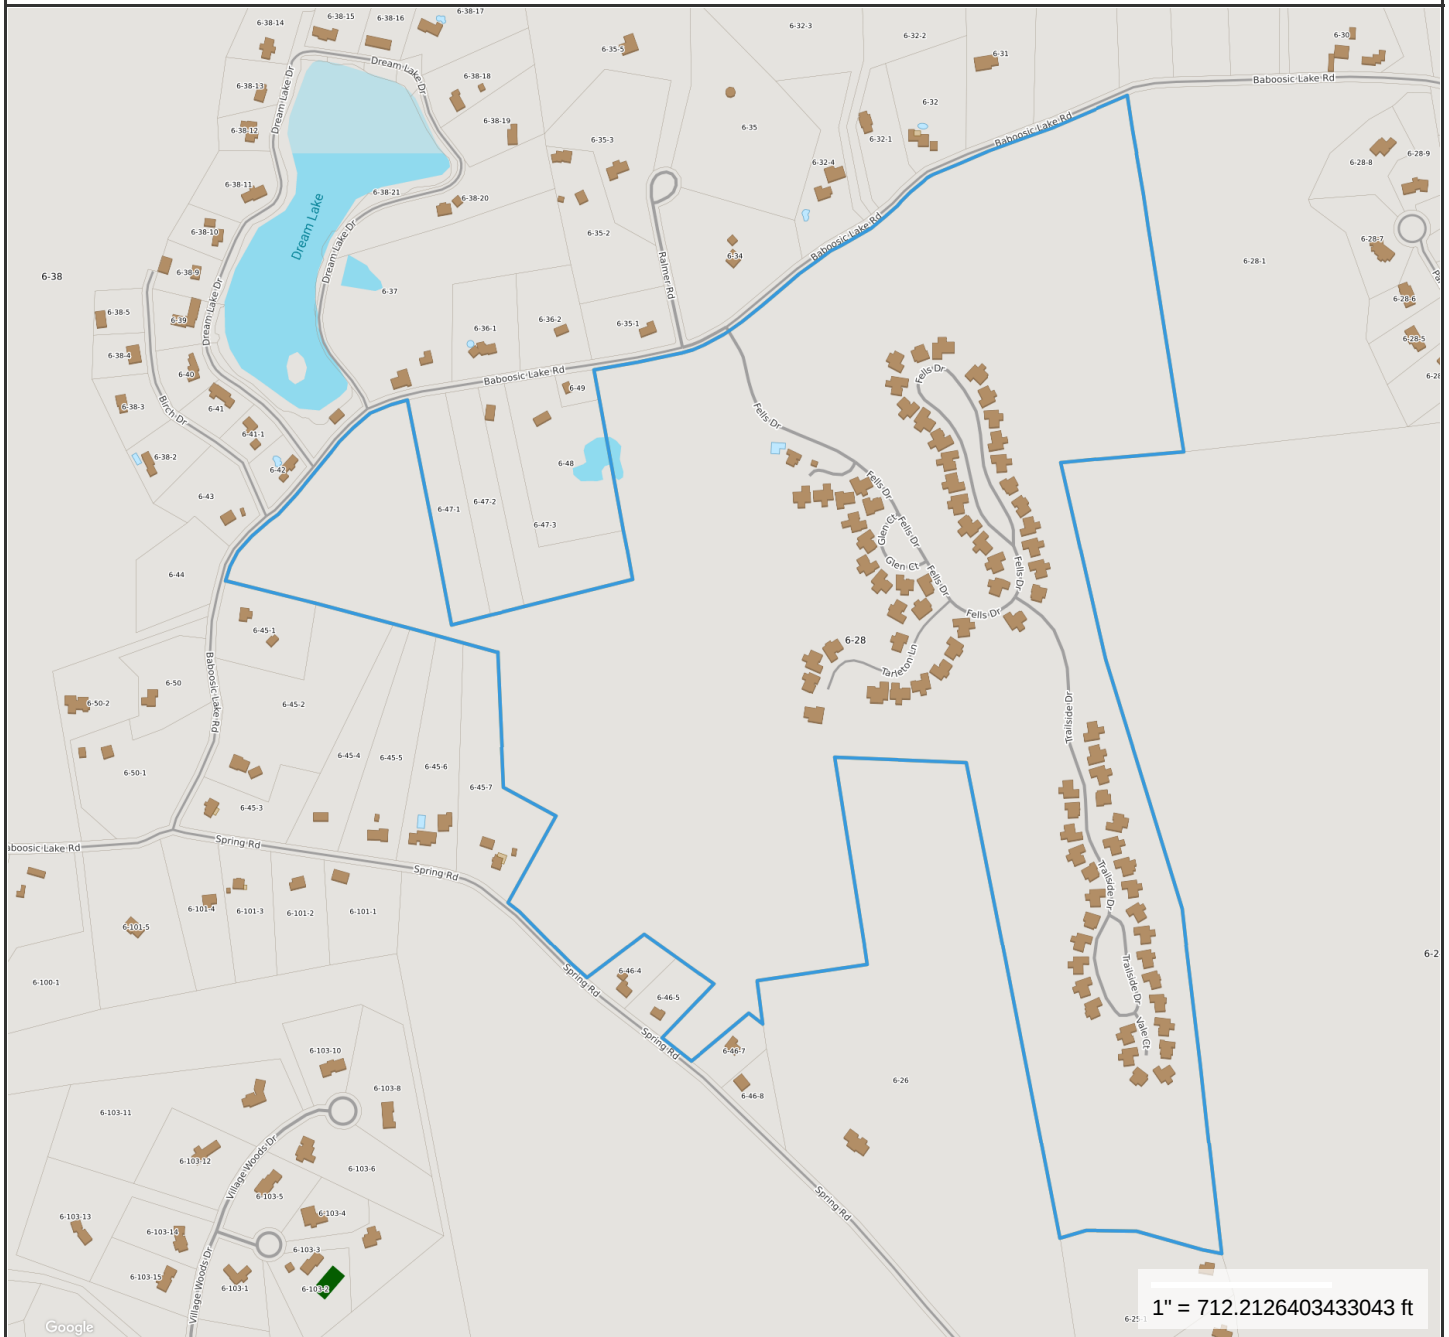 6-38-17
6-38-14
6-38-15
6-38-16
6-32-3
6-32-2
6-30
6-35-5
6-31
Dream Lake Dr
6-38-18
Baboosic Lake Rd
6-38-13
Dream Lake Dr
6-32
6-38-12
6-38-19
6-35-3
6-35
6-32-1
Baboosic Lake Rd
6-28-9
6-28-8
6-32-4
6-38-11
6-38-21
6-38-20
Dream Lake
6-38-10
6-35-2
Baboosic Lake Rd
Dream Lake Dr
6-28-7
6-34
6-28-1
6-38
6-38-9
Ralmer Rd
6-37
6-28-6
6-38-5
6-39
Dream Lake Dr
6-36-1
6-36-2
6-35-1
6-28-5
6-38-4
6-40
Baboosic Lake Rd
Fells Dr
6-49
6-28
6-38-3
6-41
Birch Dr
Fells Dr
6-41-1
6-38-2
6-42
6-48
Fells Dr
6-43
6-47-1
6-47-2
6-47-3
Glen Ct
Fells Dr
Glen Ct
6-44
Fells Dr
Fells Dr
Fells Dr
6-45-1
6-28
Tarleton Ln
Baboosic Lake Rd
6-50
6-50-2
6-45-2
Trailside Dr
6-45-4
6-45-5
6-45-6
6-50-1
6-45-7
6-45-3
aboosic Lake Rd
Spring Rd
Spring Rd
Trailside Dr
6-101-4
6-101-3
6-101-2
6-101-1
6-101-5
6-2
6-46-4
6-100-1
Spring Rd
Trailside Dr
6-46-5
Vale Ct
Spring Rd
6-103-10
6-46-7
6-26
6-103-8
6-46-8
6-103-11
Village Woods Dr
6-103-12
6-103-6
6-103-5
Spring Rd
6-103-13
6-103-4
6-103-14
6-103-3
6-103-15
6-103-1
6-103-2
Village Woods Dr
1" = 712.2126403433043 ft
Google